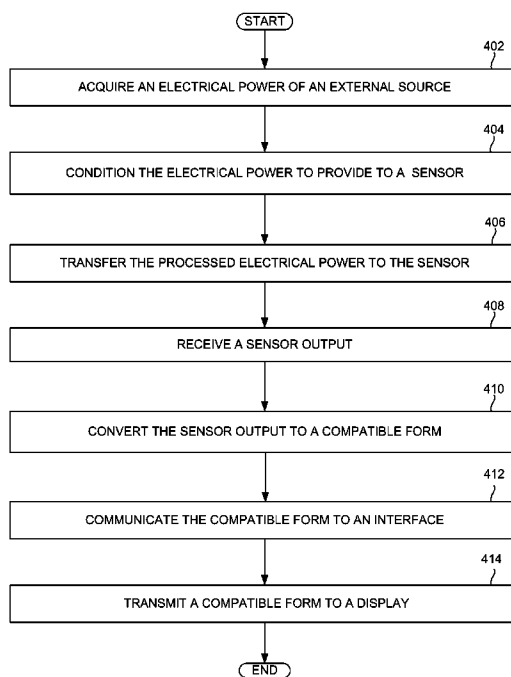 START
402
ACQUIRE AN ELECTRICAL POWER OF AN EXTERNAL SOURCE
404
CONDITION THE ELECTRICAL POWER TO PROVIDE TO A SENSOR
406
TRANSFER THE PROCESSED ELECTRICAL POWER TO THE SENSOR
408
RECEIVE A SENSOR OUTPUT
410
CONVERT THE SENSOR OUTPUT TO A COMPATIBLE FORM
412
COMMUNICATE THE COMPATIBLE FORM TO AN INTERFACE
414
TRANSMIT A COMPATIBLE FORM TO A DISPLAY
END